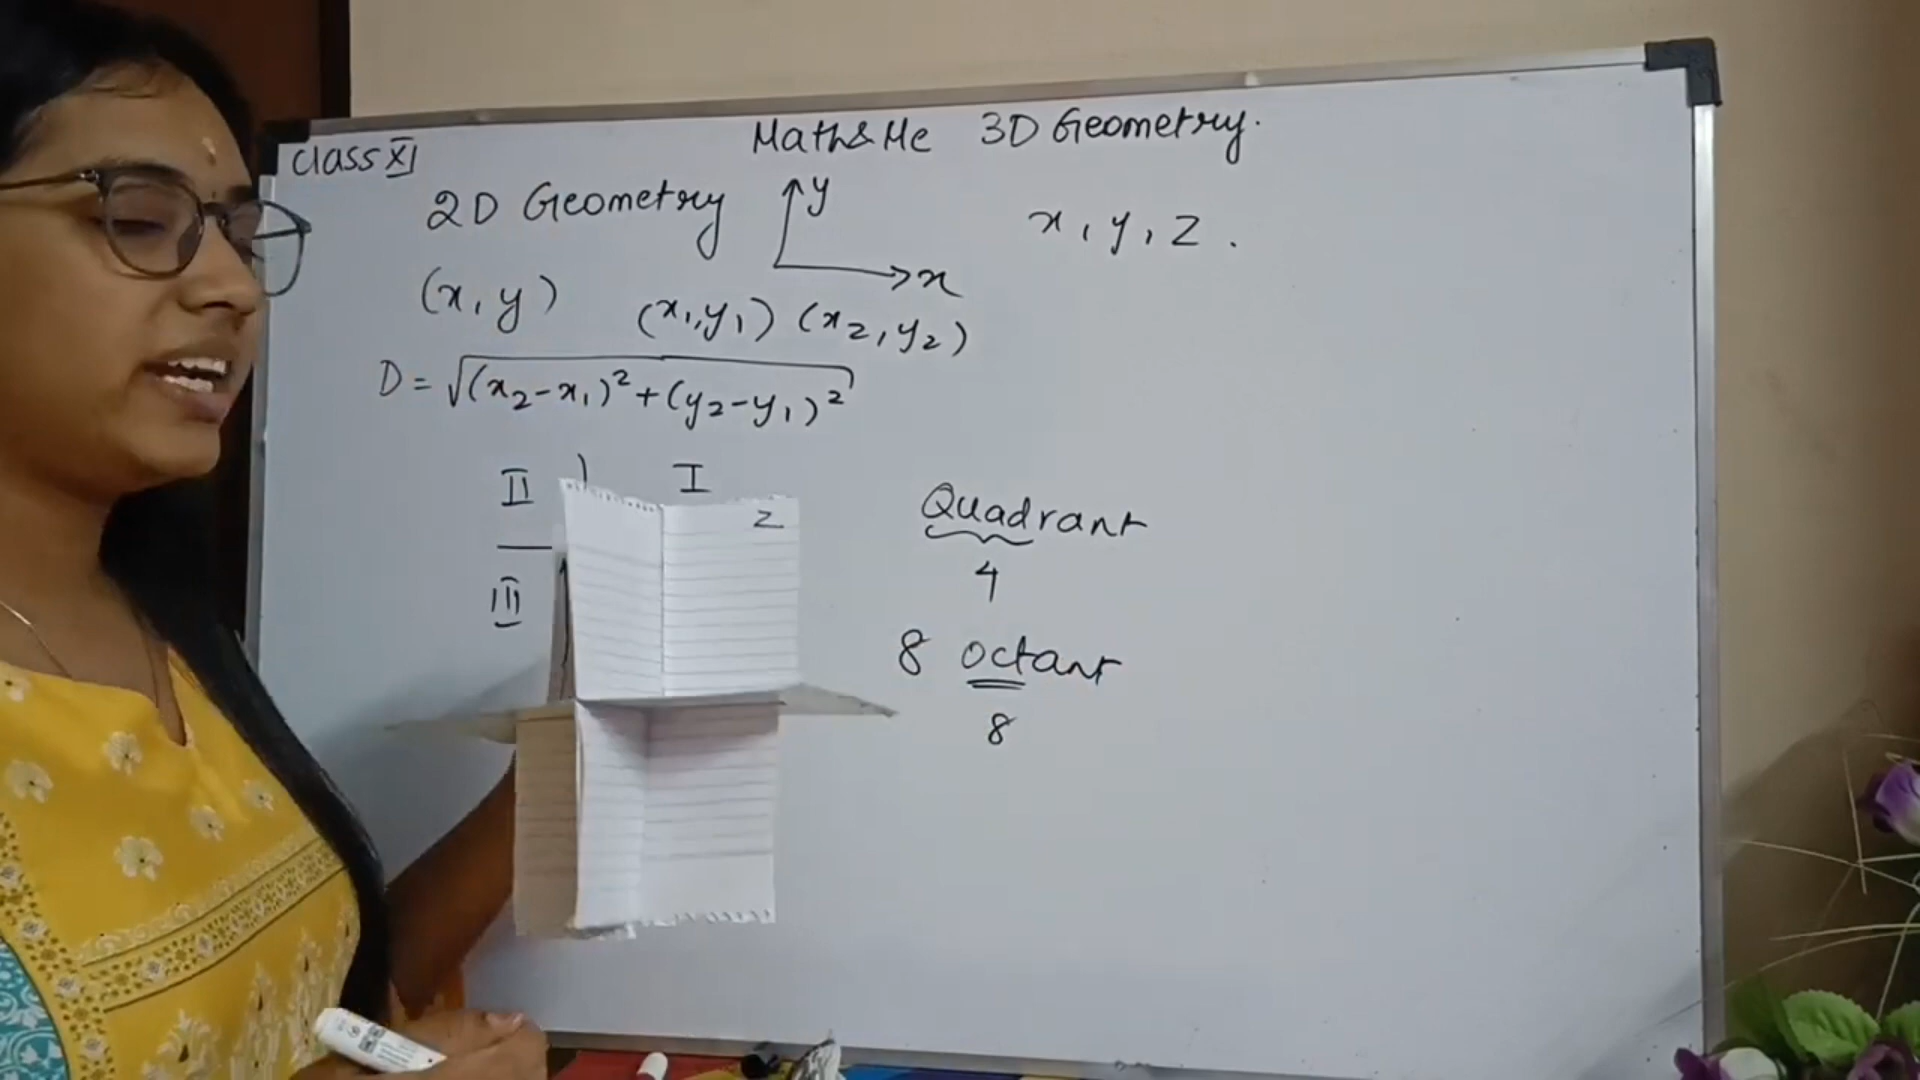 Class XI
Math&Me 3D Geometry.
2D Geometry
y
x
x, y, z.
(x, y)
(x₁, y₁) (x₂, y₂)
D = √(x₂-x₁)²+(y₂-y₁)²
II
I
z
III
Quadrant
4
8 octant
8